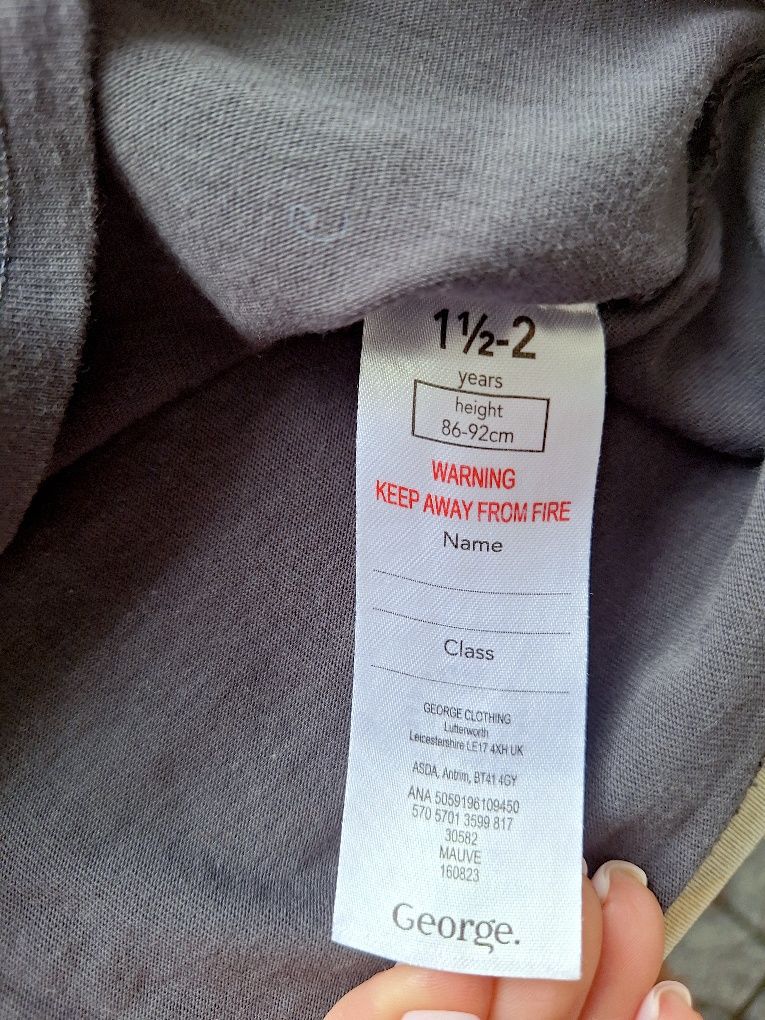 1½-2
years
height
86-92cm
WARNING
KEEP AWAY FROM FIRE
Name
Class
GEORGE CLOTHING
Lutterworth
Leicestershire LE17 4XH UK
ASDA, Antrim, BT41 4GY
ANA 5059196109450
570 5701 3599 817
30582
MAUVE
160823
George.